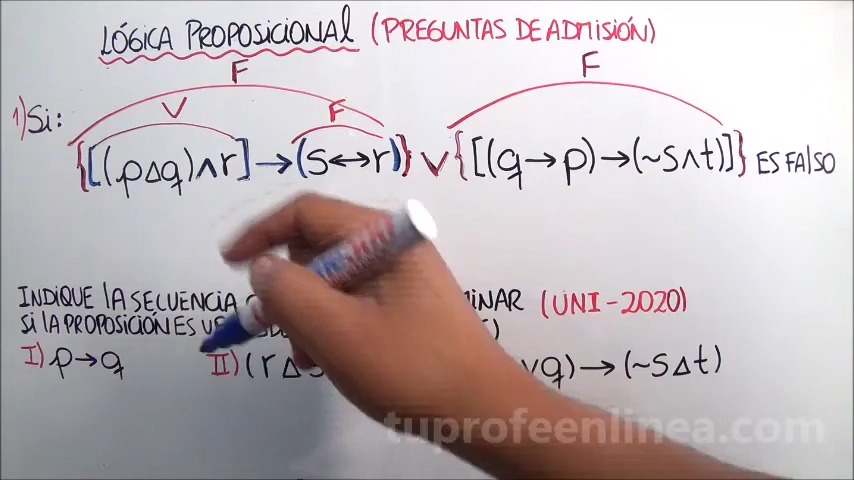 LÓGICA PROPOSICIONAL (PREGUNTAS DE ADMISIÓN)
F F
V F
1) Si: {[(p△q)∧r]→(s↔r)} ∨ {[(q→p)→(~s∧t)]} ES FALSO
INDIQUE LA SECUENCIA MINAR (UNI-2020)
SI LA PROPOSICIÓN ES
I) p→q II) (r△ ∨q)→(~s△t)
tuprofeenlinea.com